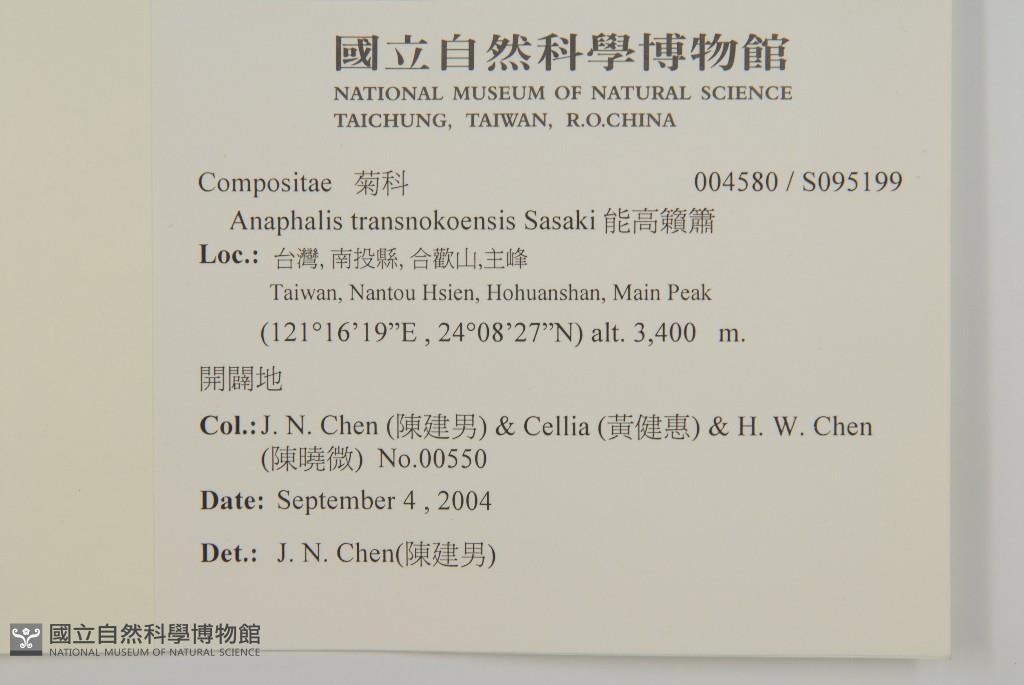 國立自然科學博物館
NATIONAL MUSEUM OF NATURAL SCIENCE
TAICHUNG, TAIWAN, R.O.CHINA
Compositae 菊科 004580 / S095199
Anaphalis transnokoensis Sasaki 能高籟簫
Loc.: 台灣, 南投縣, 合歡山,主峰
Taiwan, Nantou Hsien, Hohuanshan, Main Peak
(121°16’19”E , 24°08’27”N) alt. 3,400 m.
開闢地
Col.: J. N. Chen (陳建男) & Cellia (黃健惠) & H. W. Chen
(陳曉微) No.00550
Date: September 4 , 2004
Det.: J. N. Chen(陳建男)
國立自然科學博物館
NATIONAL MUSEUM OF NATURAL SCIENCE